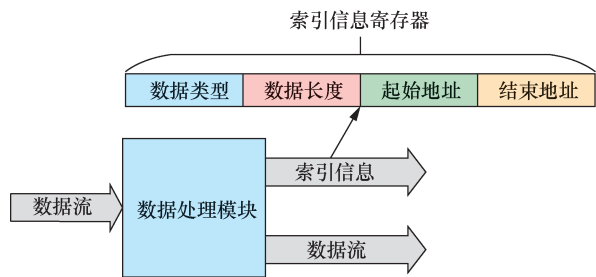 索引信息寄存器
数据类型 数据长度 起始地址 结束地址
索引信息
数据流 数据处理模块
数据流